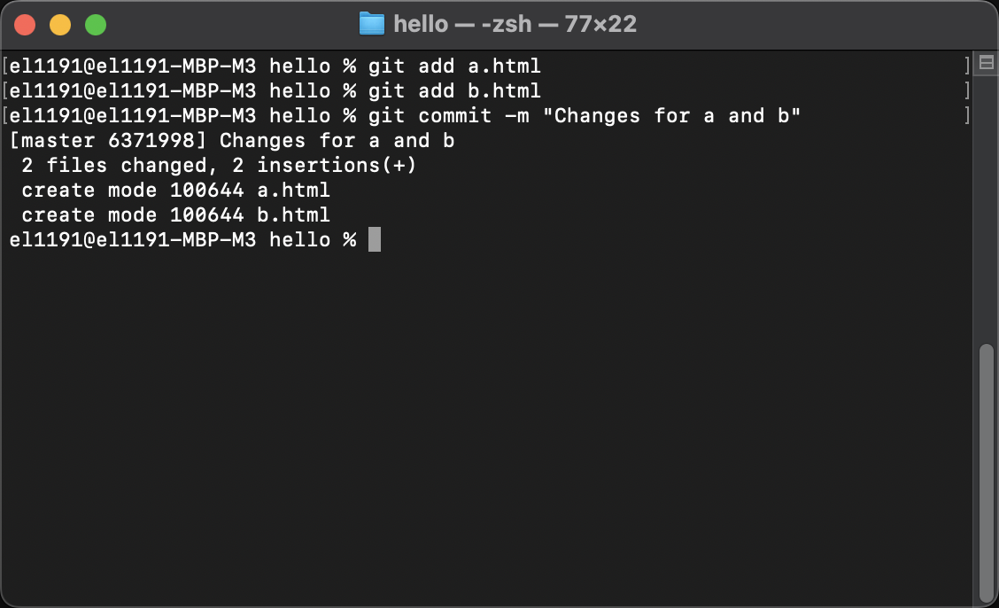 hello — -zsh — 77×22
[el1191@el1191-MBP-M3 hello % git add a.html ]
[el1191@el1191-MBP-M3 hello % git add b.html ]
[el1191@el1191-MBP-M3 hello % git commit -m "Changes for a and b" ]
[master 6371998] Changes for a and b
 2 files changed, 2 insertions(+)
 create mode 100644 a.html
 create mode 100644 b.html
el1191@el1191-MBP-M3 hello %